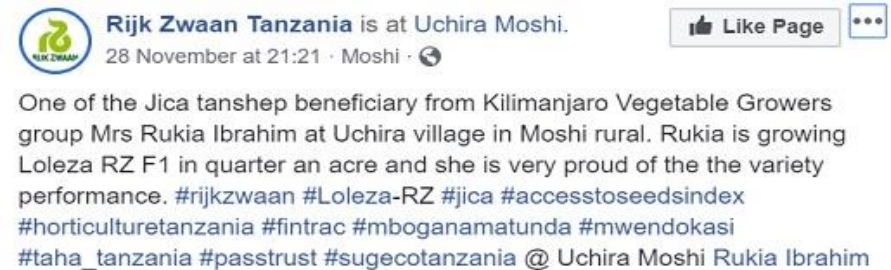 Rijk Zwaan Tanzania is at Uchira Moshi.
28 November at 21:21 · Moshi ·
Like Page
RIJK ZWAAN
One of the Jica tanshep beneficiary from Kilimanjaro Vegetable Growers
group Mrs Rukia Ibrahim at Uchira village in Moshi rural. Rukia is growing
Loleza RZ F1 in quarter an acre and she is very proud of the the variety
performance. #rijkzwaan #Loleza-RZ #jica #accesstoseedsindex
#horticulturetanzania #fintrac #mboganamatunda #mwendokasi
#taha_tanzania #passtrust #sugecotanzania @ Uchira Moshi Rukia Ibrahim